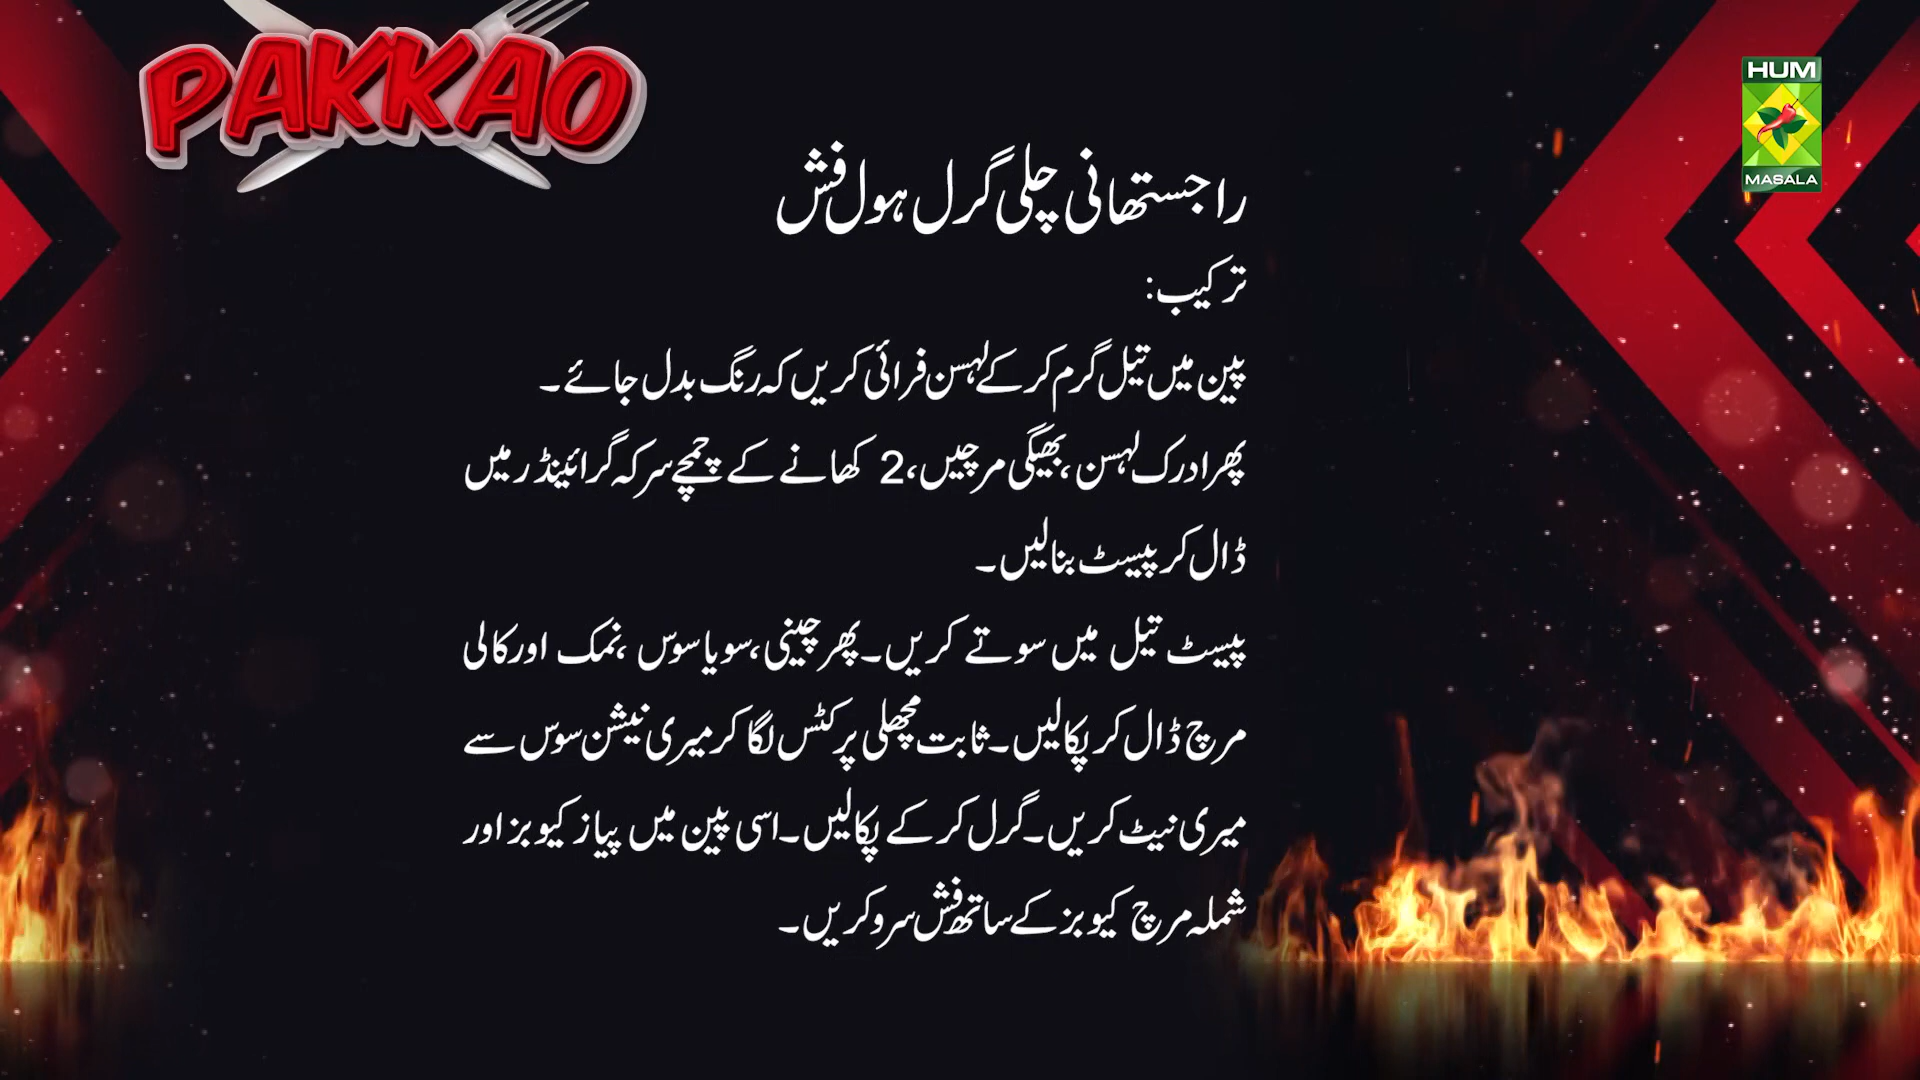 PAKKAO
HUM
MASALA
راجستھانی چلی گرل ہول فش
ترکیب:
پین میں تیل گرم کر کے لہسن فرائی کریں کہ رنگ بدل جائے۔
پھر ادرک لہسن، بھیگی مرچیں، 2 کھانے کے چمچے سرکہ گرائینڈر میں
ڈال کر پیسٹ بنالیں۔
پیسٹ تیل میں سوتے کریں۔ پھر چینی، سویا سوس، نمک اور کالی
مرچ ڈال کر پکالیں۔ ثابت مچھلی پر کٹس لگا کر میری نیشن سوس سے
میری نیٹ کریں۔ گرل کر کے پکالیں۔ اسی پین میں پیاز کیوبز اور
شملہ مرچ کیوبز کے ساتھ فش سرو کریں۔